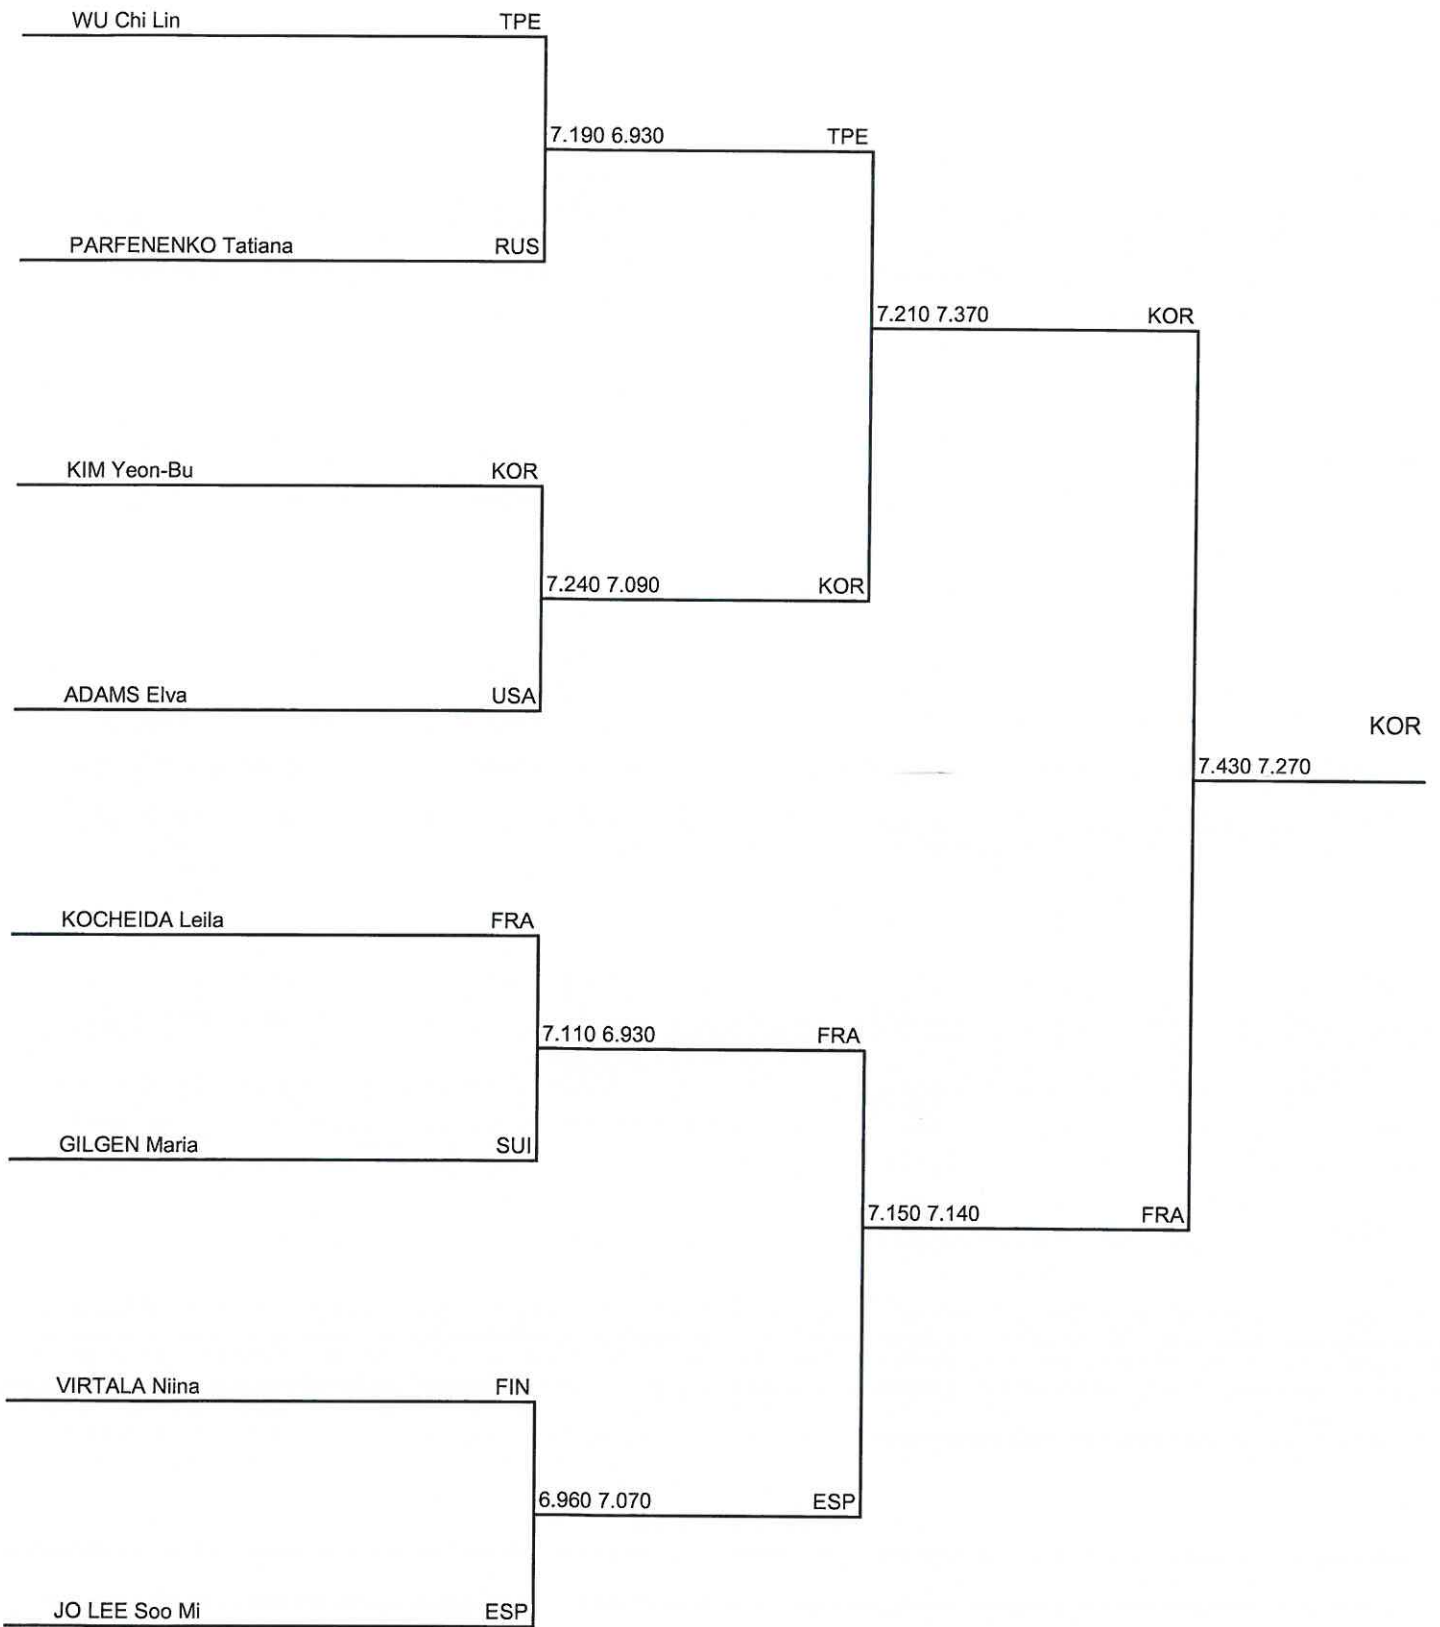 WU Chi Lin TPE
7.190 6.930 TPE
PARFENENKO Tatiana RUS
7.210 7.370 KOR
KIM Yeon-Bu KOR
7.240 7.090 KOR
ADAMS Elva USA
KOR
7.430 7.270
KOCHEIDA Leila FRA
7.110 6.930 FRA
GILGEN Maria SUI
7.150 7.140 FRA
VIRTALA Niina FIN
6.960 7.070 ESP
JO LEE Soo Mi ESP